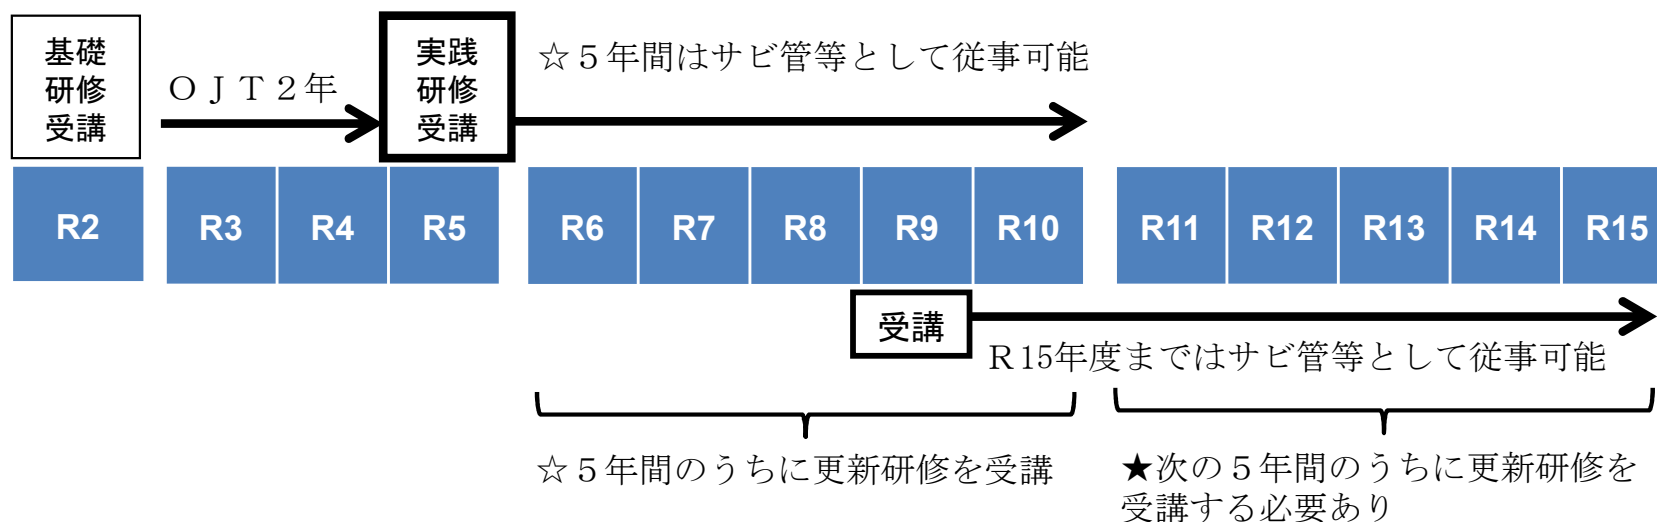 基礎
研修
受講
ＯＪＴ２年
実践
研修
受講
☆５年間はサビ管等として従事可能
R2
R3
R4
R5
R6
R7
R8
R9
R10
R11
R12
R13
R14
R15
受講
Ｒ15年度まではサビ管等として従事可能
☆５年間のうちに更新研修を受講
★次の５年間のうちに更新研修を
受講する必要あり